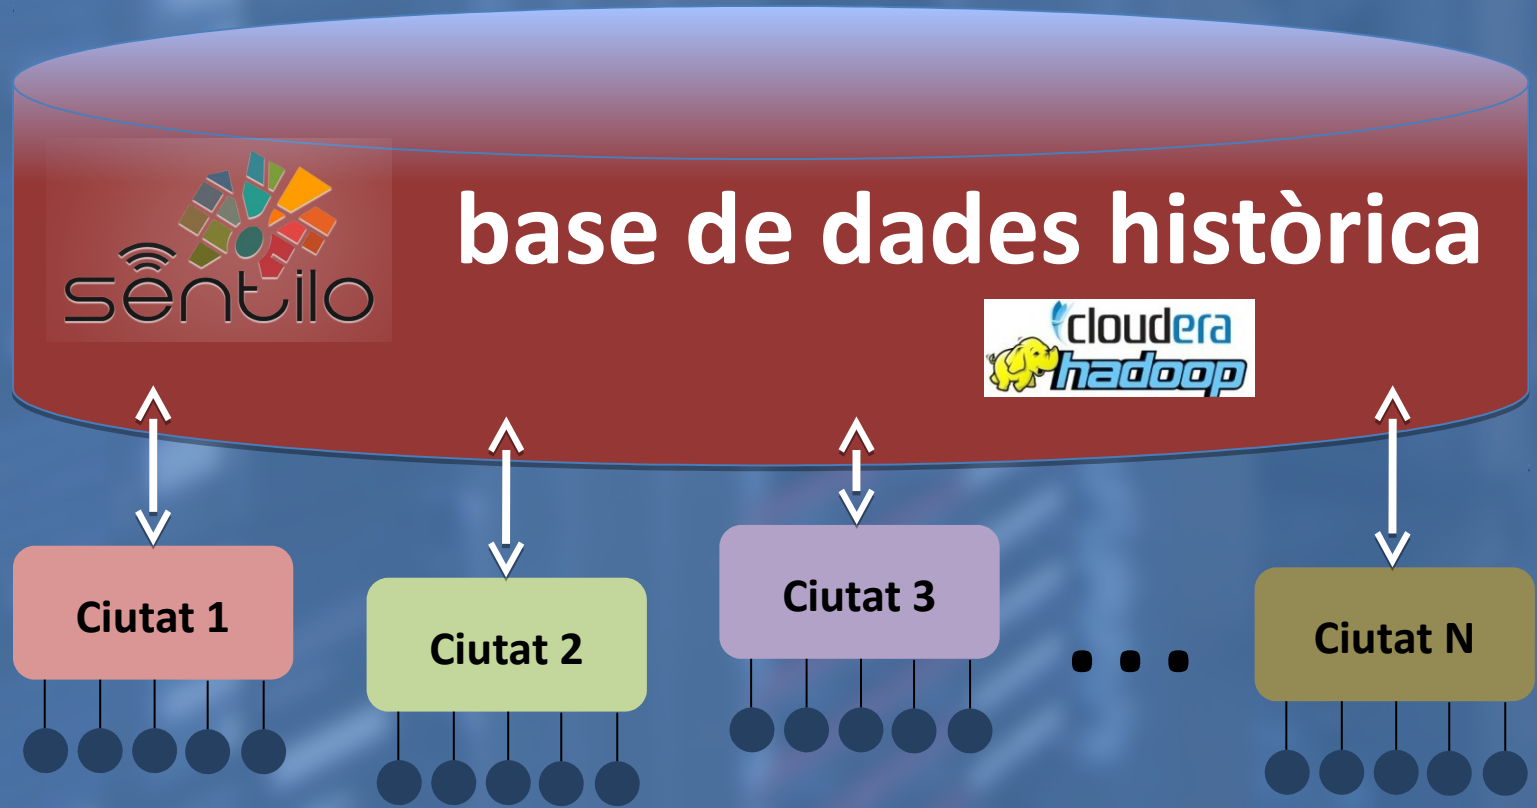 sentilo
base de dades històrica
cloudera
hadoop
Ciutat 1
Ciutat 2
Ciutat 3
...
Ciutat N